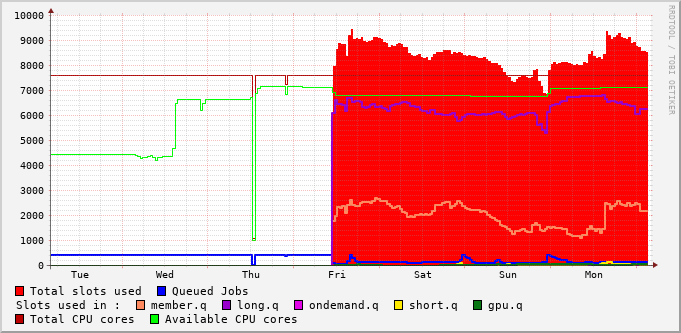 10000
9000
8000
7000
6000
5000
4000
3000
2000
1000
0
Tue Wed Thu Fri Sat Sun Mon
Total slots used Queued Jobs
Slots used in : member.q long.q ondemand.q short.q gpu.q
Total CPU cores Available CPU cores
RRDTOOL / TOBI OETIKER